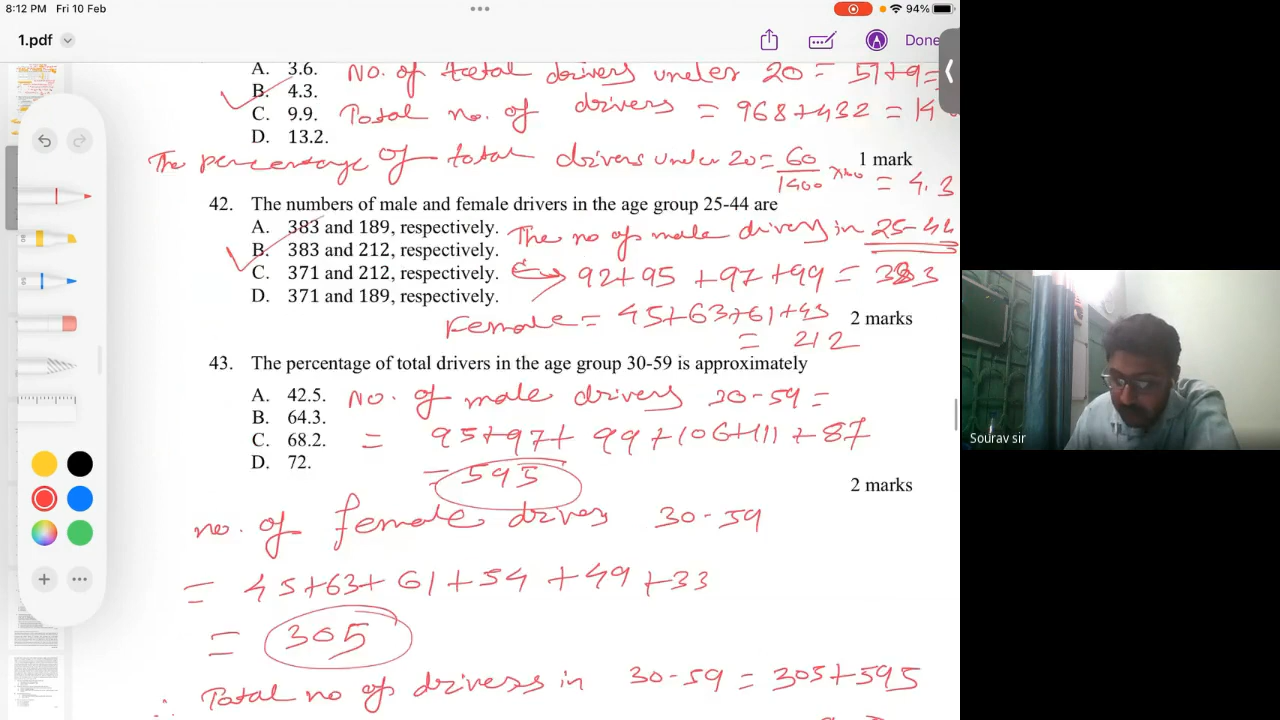 8:12 PM Fri 10 Feb
94%
1.pdf
Done
A. 3.6. No. of total drivers under 20 = 51+9=
B. 4.3.
C. 9.9. Total no. of drivers = 968+432 = 14
D. 13.2.
The percentage of total drivers under 20 = 60/1400 × 100 = 4.3
1 mark
42. The numbers of male and female drivers in the age group 25-44 are
A. 383 and 189, respectively. The no of male drivers in 25-44
B. 383 and 212, respectively.
C. 371 and 212, respectively. 92+95 +97+99 = 383
D. 371 and 189, respectively.
Female = 45+63+61+43
2 marks
= 212
43. The percentage of total drivers in the age group 30-59 is approximately
A. 42.5. No. of male drivers 30-59 =
B. 64.3.
C. 68.2. = 95+97+ 99+106+111 +87
D. 72. = 595
2 marks
no. of female drives 30-59
= 45+63+ 61+54 +49+33
= 305
∴ Total no of driverss in 30-59 = 305+595
Sourav sir